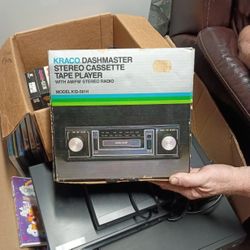 KRACO DASHMASTER
STEREO CASSETTE
TAPE PLAYER
WITH AM/FM STEREO RADIO
MODEL KID-581H